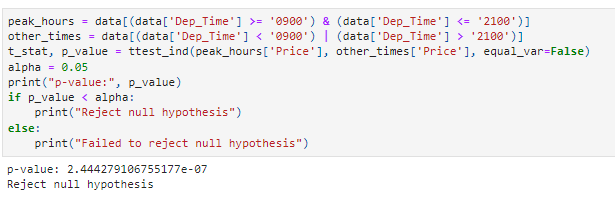 peak_hours = data[(data['Dep_Time'] >= '0900') & (data['Dep_Time'] <= '2100')]
other_times = data[(data['Dep_Time'] < '0900') | (data['Dep_Time'] > '2100')]
t_stat, p_value = ttest_ind(peak_hours['Price'], other_times['Price'], equal_var=False)
alpha = 0.05
print("p-value:", p_value)
if p_value < alpha:
    print("Reject null hypothesis")
else:
    print("Failed to reject null hypothesis")
p-value: 2.444279106755177e-07
Reject null hypothesis